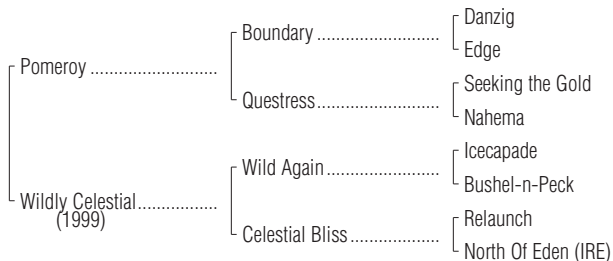 Danzig
Boundary ........................
Edge
Pomeroy .........................
Seeking the Gold
Questress........................
Nahema
Icecapade
Wild Again ......................
Bushel-n-Peck
Wildly Celestial................
(1999)
Relaunch
Celestial Bliss ..................
North Of Eden (IRE)